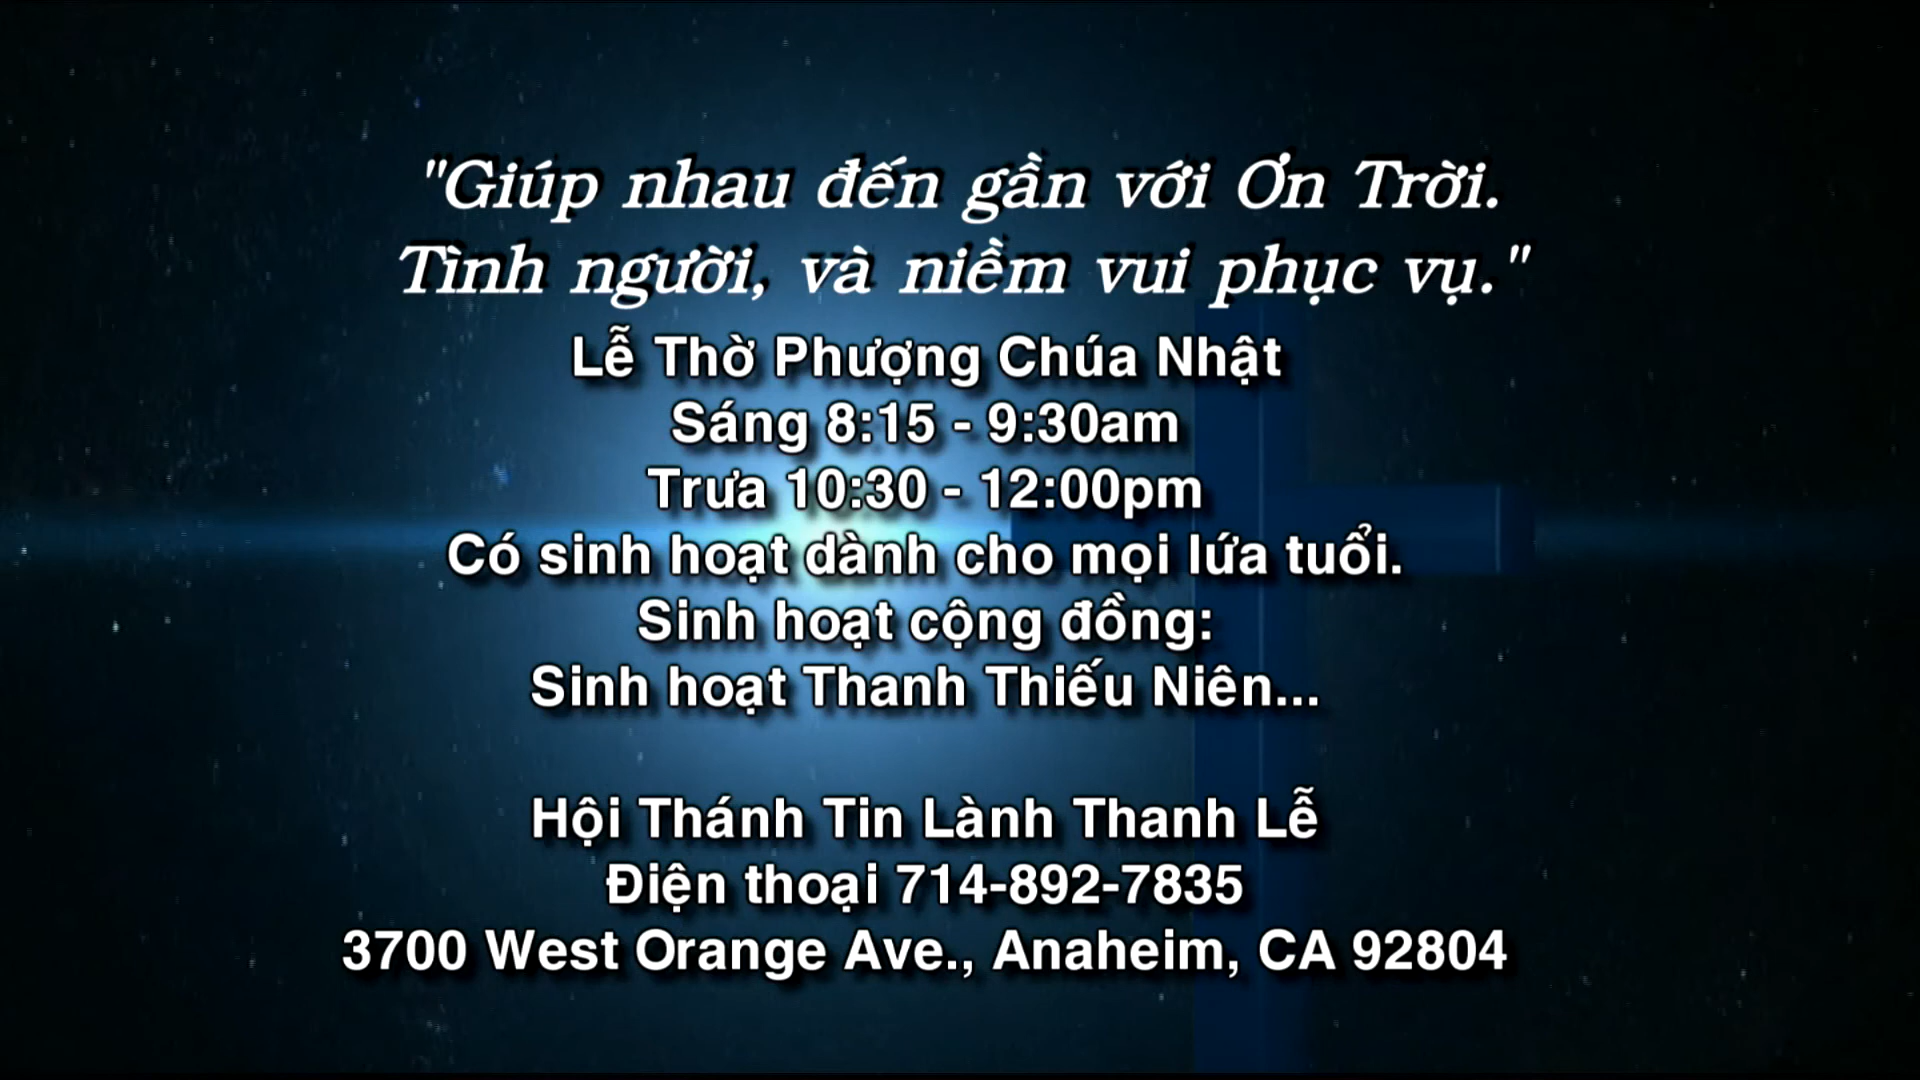 "Giúp nhau đến gần với Ơn Trời.
Tình người, và niềm vui phục vụ."
Lễ Thờ Phượng Chúa Nhật
Sáng 8:15 - 9:30am
Trưa 10:30 - 12:00pm
Có sinh hoạt dành cho mọi lứa tuổi.
Sinh hoạt cộng đồng:
Sinh hoạt Thanh Thiếu Niên...
Hội Thánh Tin Lành Thanh Lễ
Điện thoại 714-892-7835
3700 West Orange Ave., Anaheim, CA 92804